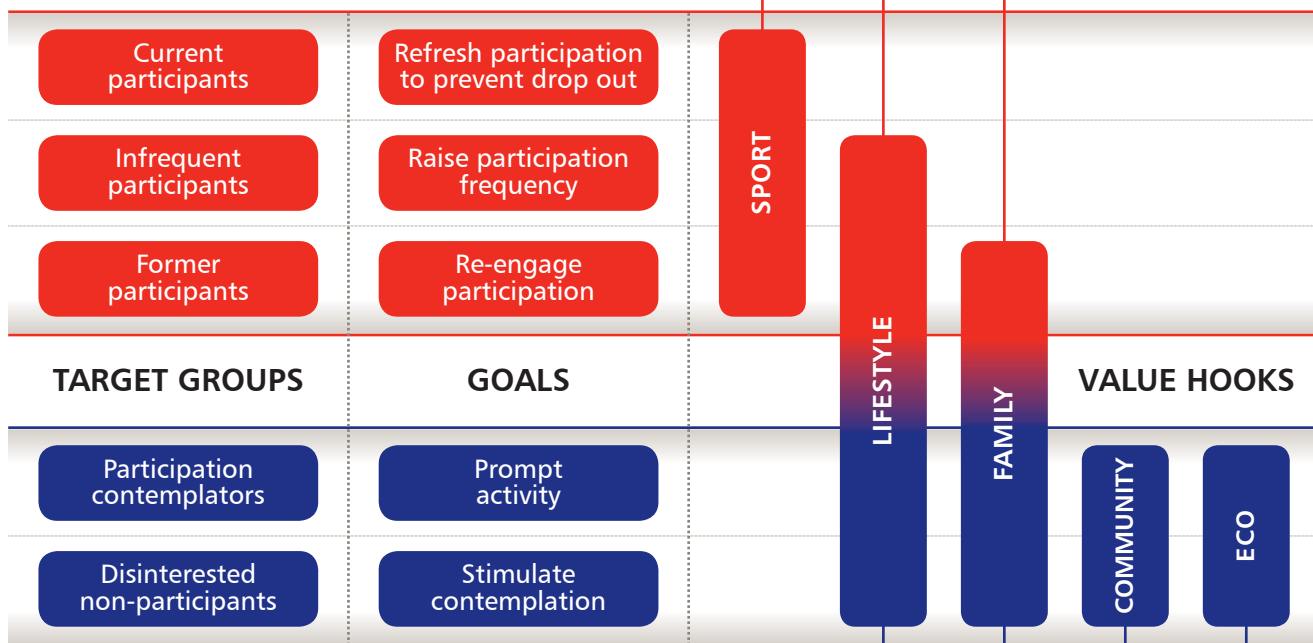 Current
participants
Refresh participation
to prevent drop out
Infrequent
participants
Raise participation
frequency
Former
participants
Re-engage
participation
SPORT
LIFESTYLE
FAMILY
TARGET GROUPS
GOALS
VALUE HOOKS
Participation
contemplators
Prompt
activity
Disinterested
non-participants
Stimulate
contemplation
COMMUNITY
ECO